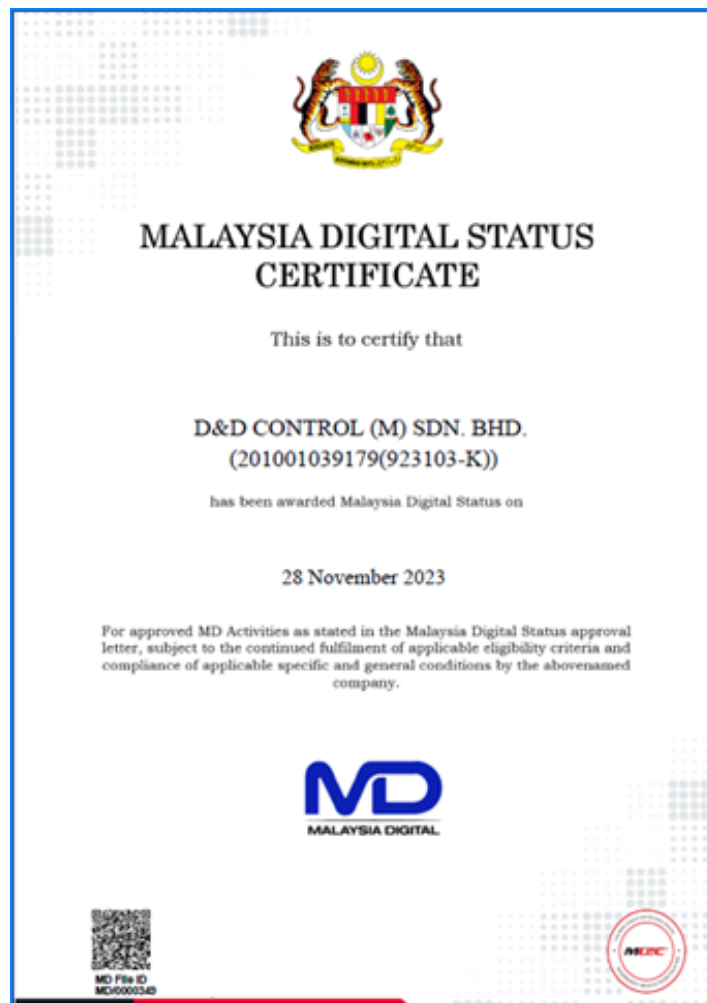 MALAYSIA DIGITAL STATUS
CERTIFICATE
This is to certify that
D&D CONTROL (M) SDN. BHD.
(201001039179(923103-K))
has been awarded Malaysia Digital Status on
28 November 2023
For approved MD Activities as stated in the Malaysia Digital Status approval
letter, subject to the continued fulfilment of applicable eligibility criteria and
compliance of applicable specific and general conditions by the abovenamed
company.
MD
MALAYSIA DIGITAL
MD File ID
MD/0000343
MDEC